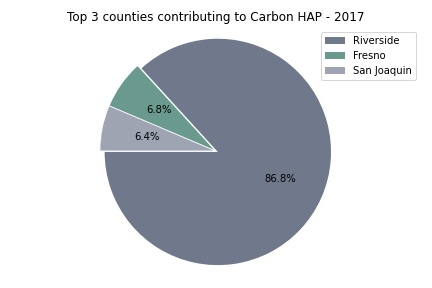 Top 3 counties contributing to Carbon HAP - 2017
Riverside
Fresno
San Joaquin
6.8%
6.4%
86.8%